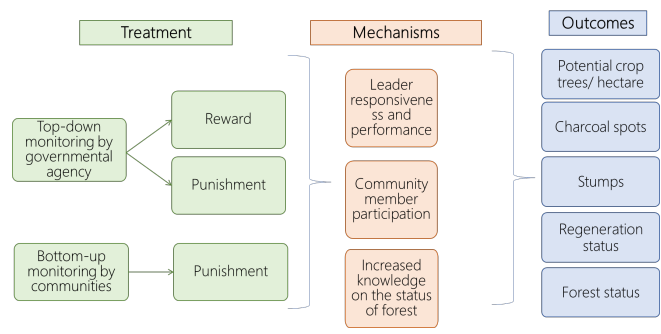 Treatment
Mechanisms
Outcomes
Top-down
monitoring by
governmental
agency
Reward
Punishment
Bottom-up
monitoring by
communities
Punishment
Leader
responsivene
ss and
performance
Community
member
participation
Increased
knowledge
on the status
of forest
Potential crop
trees/ hectare
Charcoal spots
Stumps
Regeneration
status
Forest status